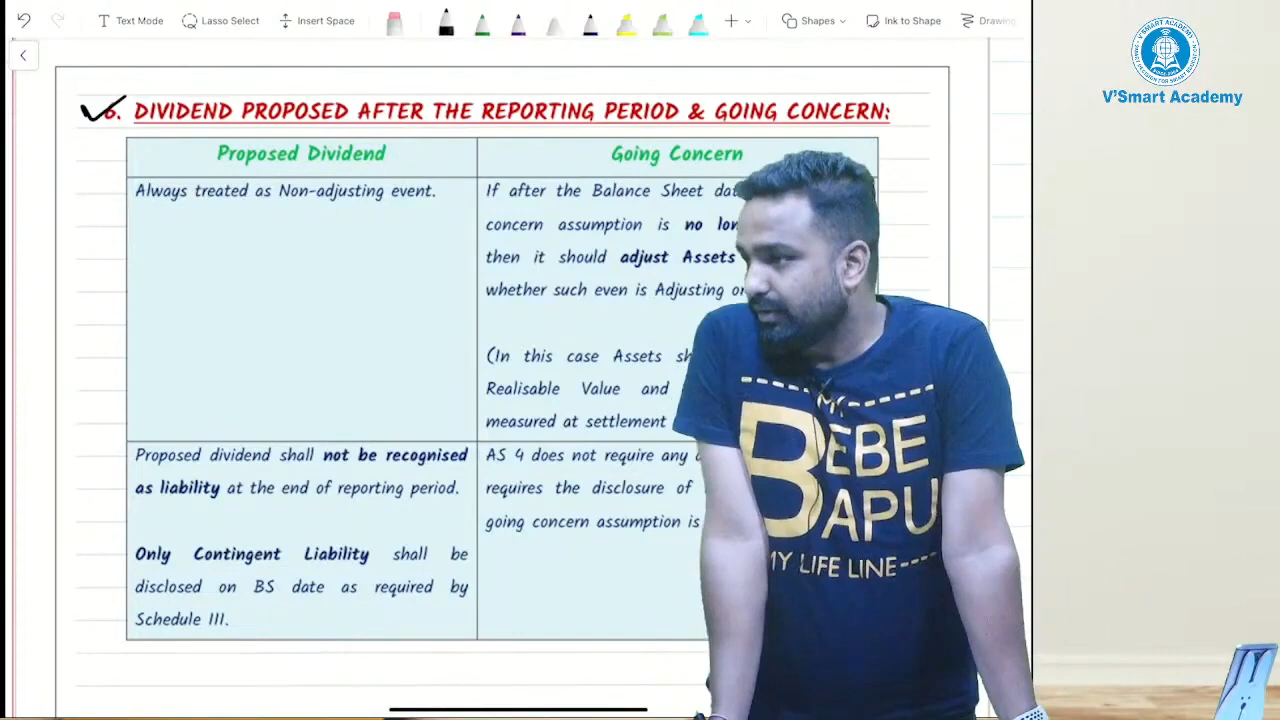 Text Mode
Lasso Select
Insert Space
Shapes
Ink to Shape
Drawing
V'SMART ACADEMY
V'Smart Academy
6. DIVIDEND PROPOSED AFTER THE REPORTING PERIOD & GOING CONCERN:
Proposed Dividend
Going Concern
Always treated as Non-adjusting event.
If after the Balance Sheet
concern assumption is no
then it should adjust Assets
whether such even is Adjusting
(In this case Assets
Realisable Value and
measured at settlement
Proposed dividend shall not be recognised
as liability at the end of reporting period.
Only Contingent Liability shall be
disclosed on BS date as required by
Schedule III.
AS 4 does not require any
requires the disclosure of
going concern assumption is
MY
BEBE
BAPU
MY LIFE LINE